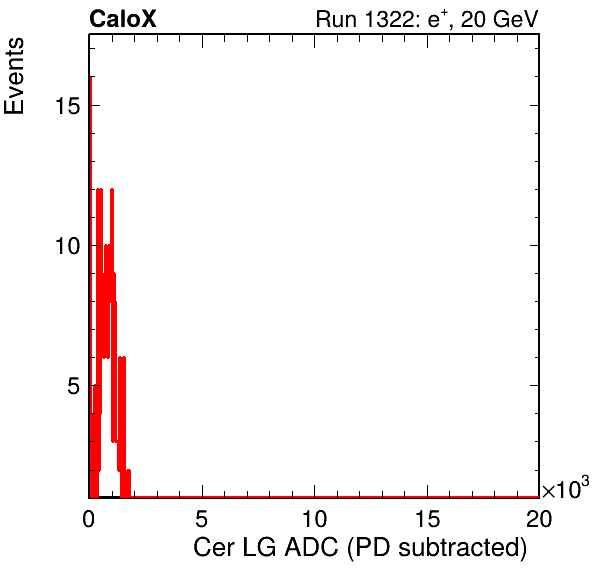 CaloX Run 1322: e⁺, 20 GeV
Events
15
10
5
0 5 10 15 20
×10³
Cer LG ADC (PD subtracted)